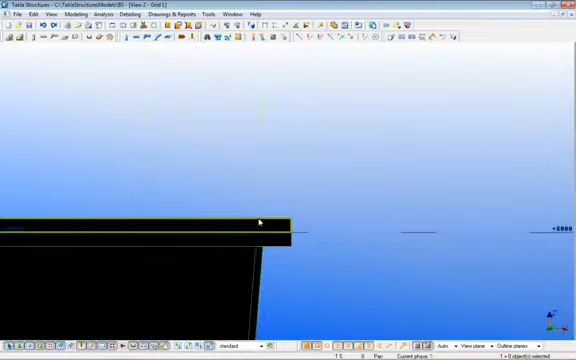 Tekla Structures - C:\TeklaStructuresModels\BS - [View 2 - Grid 1]
File Edit View Modeling Analysis Detailing Drawings & Reports Tools Window Help
+6000
standard
Auto View plane Outline planes
Pan Current phase: 1 1 + 0 object(s) selected